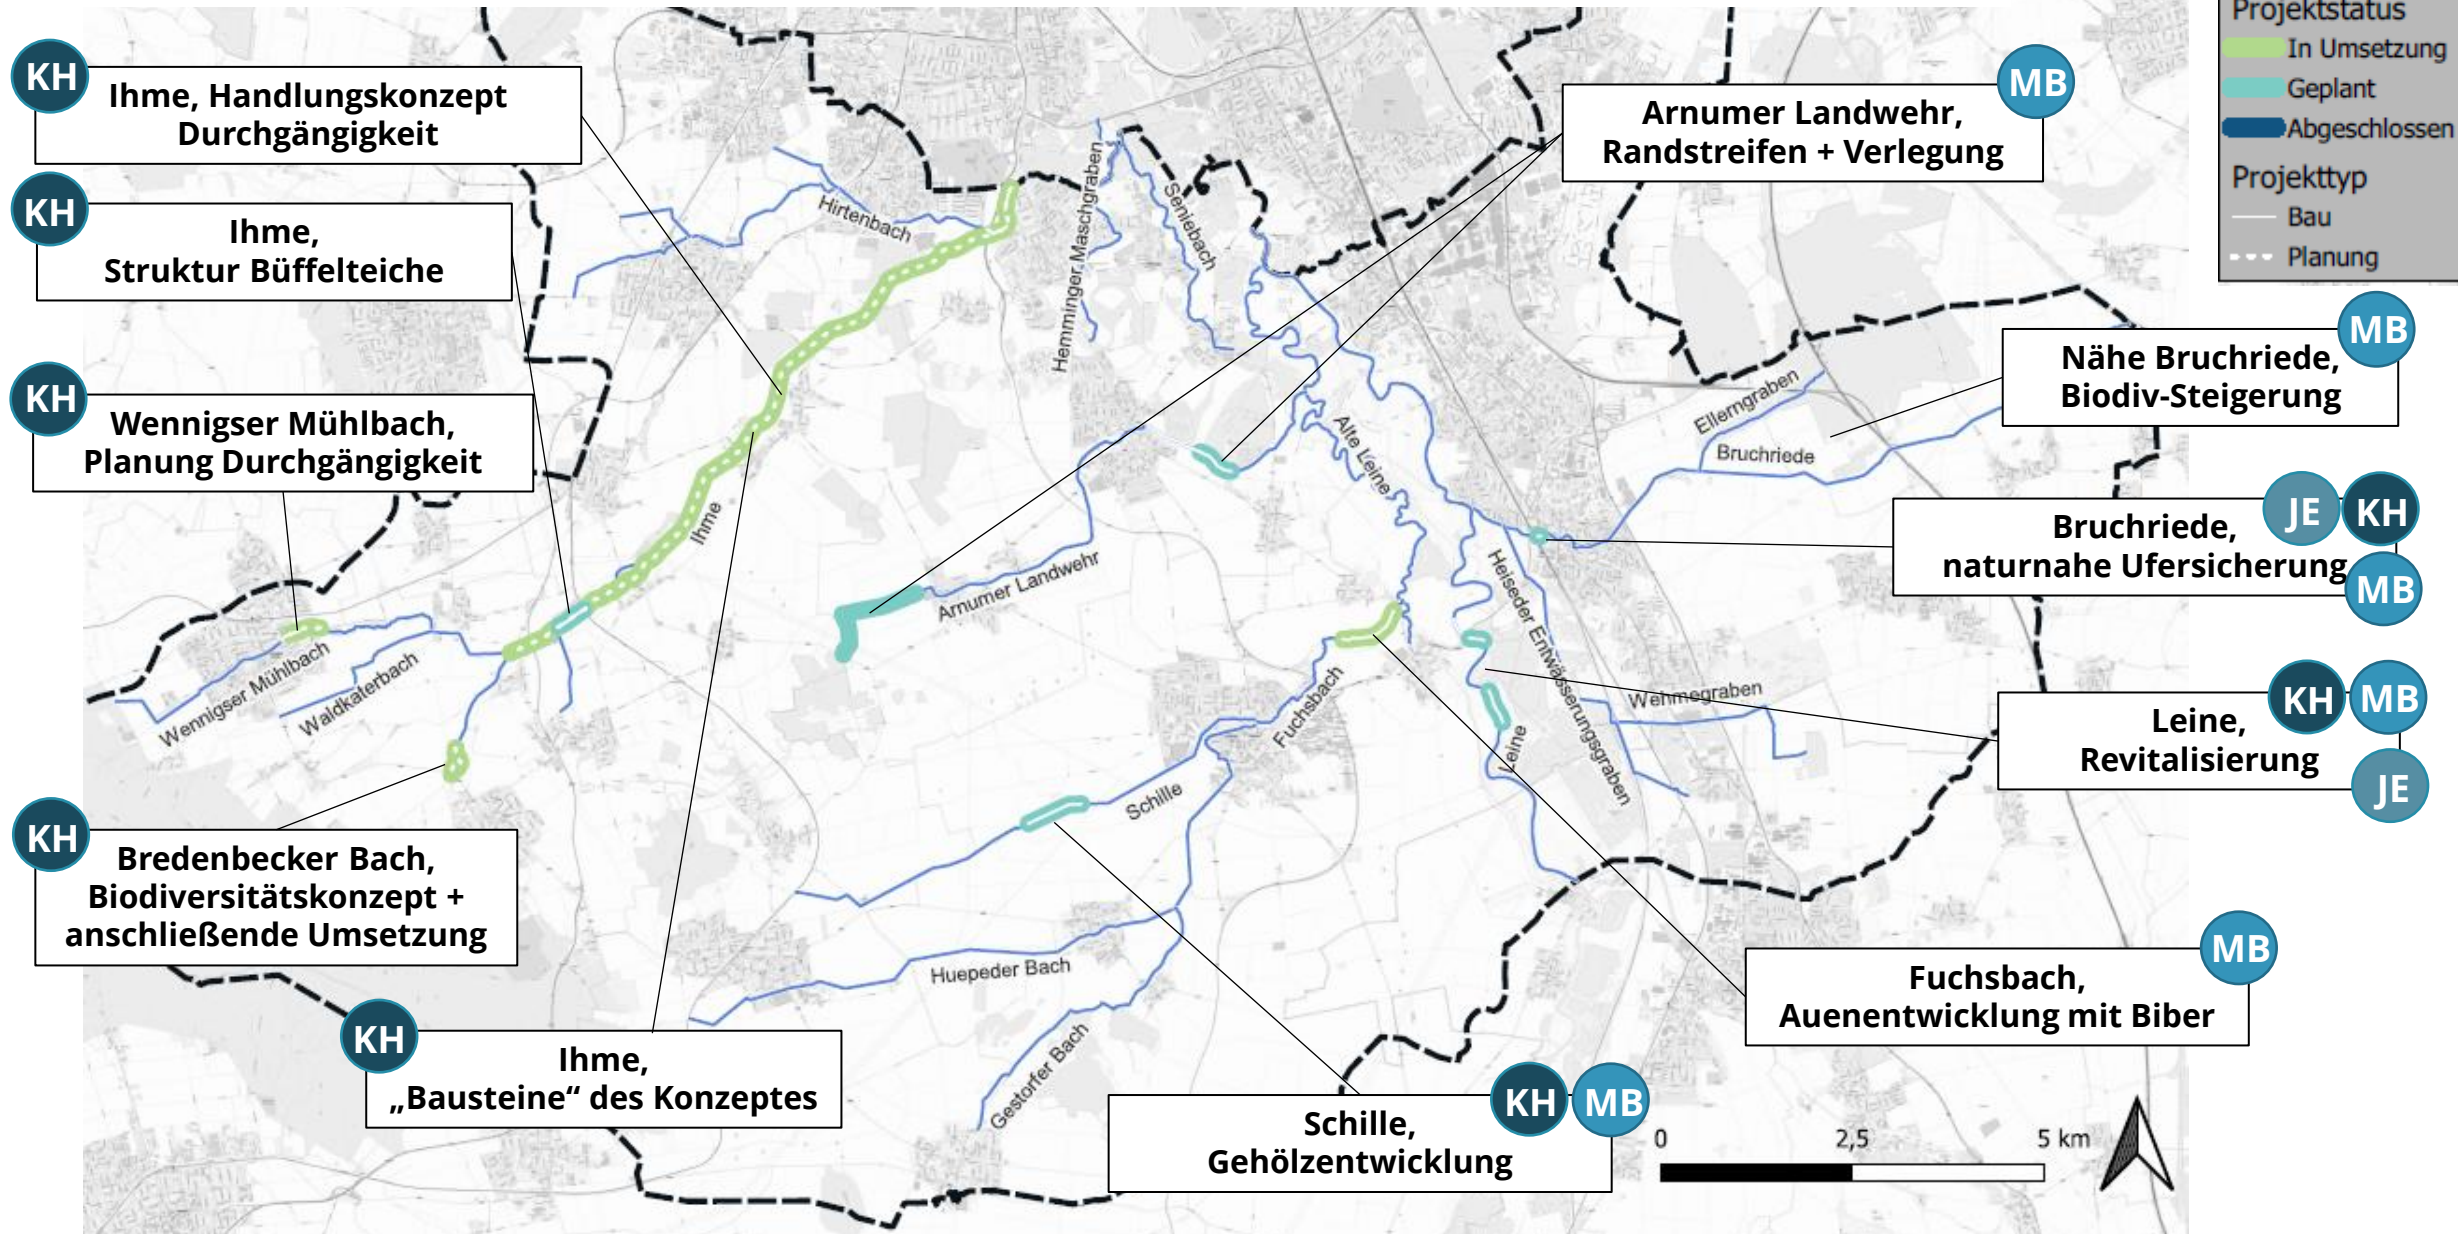 Projektstatus
In Umsetzung
Geplant
Abgeschlossen
Projekttyp
Bau
Planung
KH
Ihme, Handlungskonzept
Durchgängigkeit
MB
Arnumer Landwehr,
Randstreifen + Verlegung
KH
Ihme,
Struktur Büffelteiche
Hirtenbach
Hemminger Maschgraben
Seniebach
MB
Nähe Bruchriede,
Biodiv-Steigerung
KH
Wennigser Mühlbach,
Planung Durchgängigkeit
Ellerngraben
Bruchriede
Alte Leine
Ihme
JE
KH
Bruchriede,
naturnahe Ufersicherung
MB
Arnumer Landwehr
Heiseder Entwässerungsgraben
Wennigser Mühlbach
Waldkaterbach
Fuchsbach
Wehmegraben
Leine
KH
MB
Leine,
Revitalisierung
JE
Schille
KH
Bredenbecker Bach,
Biodiversitätskonzept +
anschließende Umsetzung
Huepeder Bach
MB
Fuchsbach,
Auenentwicklung mit Biber
KH
Ihme,
„Bausteine“ des Konzeptes
Gestorfer Bach
KH
MB
Schille,
Gehölzentwicklung
0
2,5
5 km